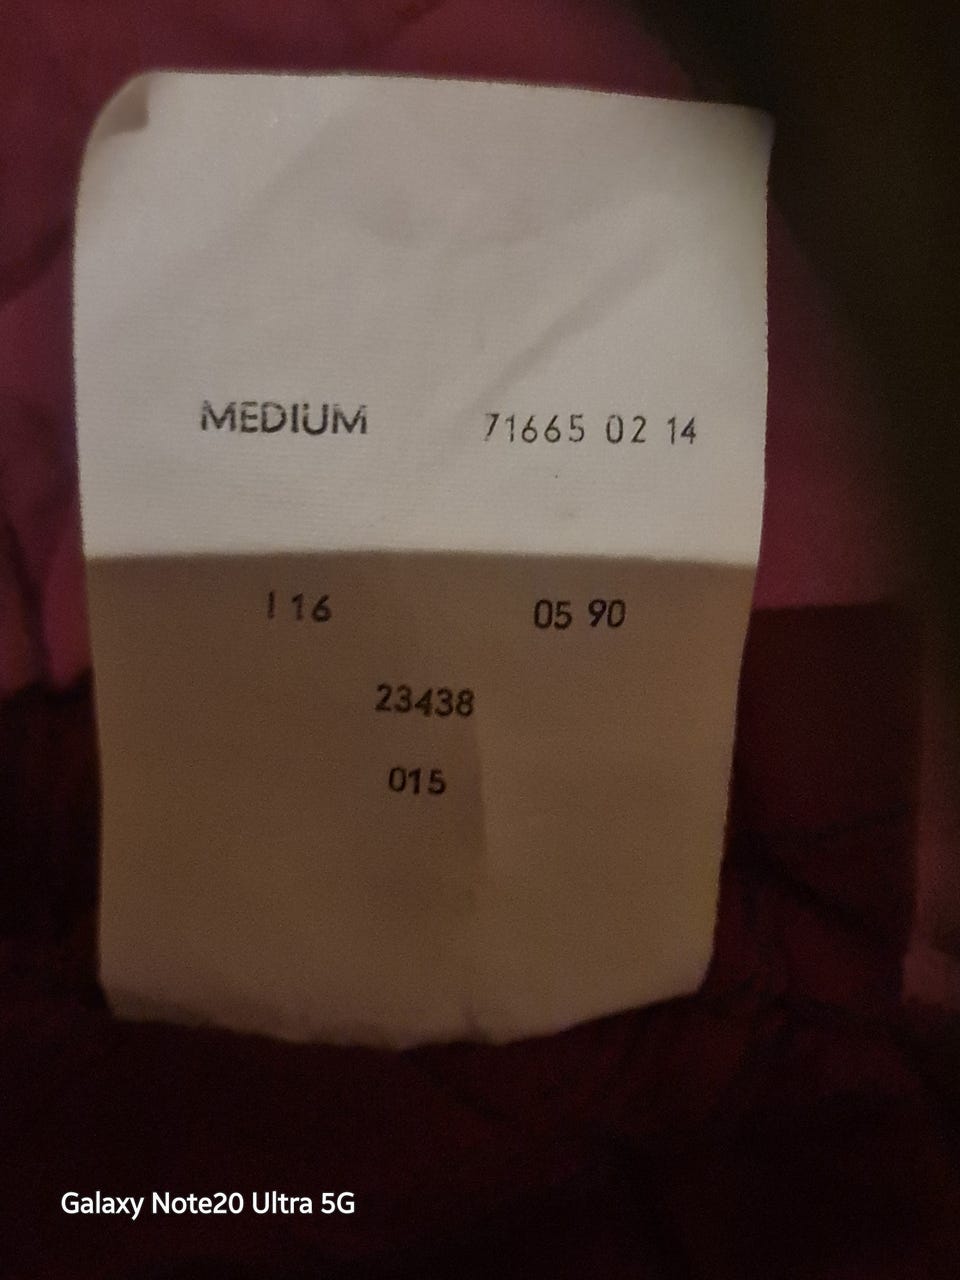 MEDIUM 71665 02 14
I 16 05 90
23438
015
Galaxy Note20 Ultra 5G